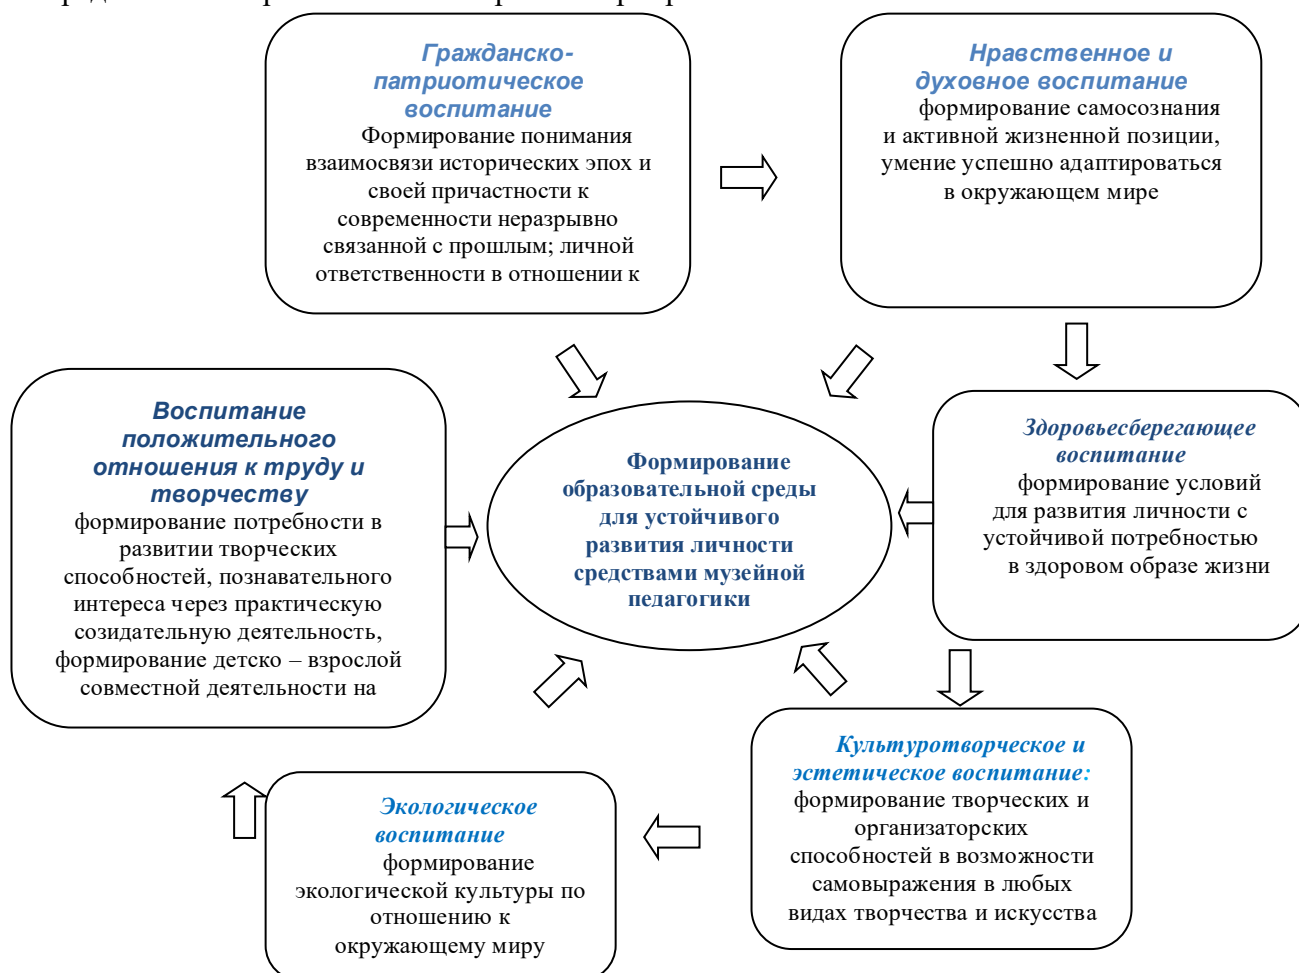 Гражданско-
патриотическое
воспитание
Формирование понимания
взаимосвязи исторических эпох и
своей причастности к
современности неразрывно
связанной с прошлым; личной
ответственности в отношении к
Нравственное и
духовное воспитание
формирование самосознания
и активной жизненной позиции,
умение успешно адаптироваться
в окружающем мире
Воспитание
положительного
отношения к труду и
творчеству
формирование потребности в
развитии творческих
способностей, познавательного
интереса через практическую
созидательную деятельность,
формирование детско – взрослой
совместной деятельности на
Формирование
образовательной среды
для устойчивого
развития личности
средствами музейной
педагогики
Здоровьесберегающее
воспитание
формирование условий
для развития личности с
устойчивой потребностью
в здоровом образе жизни
Экологическое
воспитание
формирование
экологической культуры по
отношению к
окружающему миру
Культуротворческое и
эстетическое воспитание:
формирование творческих и
организаторских
способностей в возможности
самовыражения в любых
видах творчества и искусства